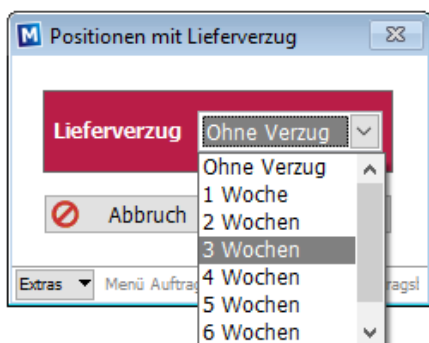 M Positionen mit Lieferverzug
Lieferverzug Ohne Verzug
Ohne Verzug
1 Woche
Abbruch 2 Wochen
3 Wochen
Extras Menü Auftrag 4 Wochen ragsl
5 Wochen
6 Wochen